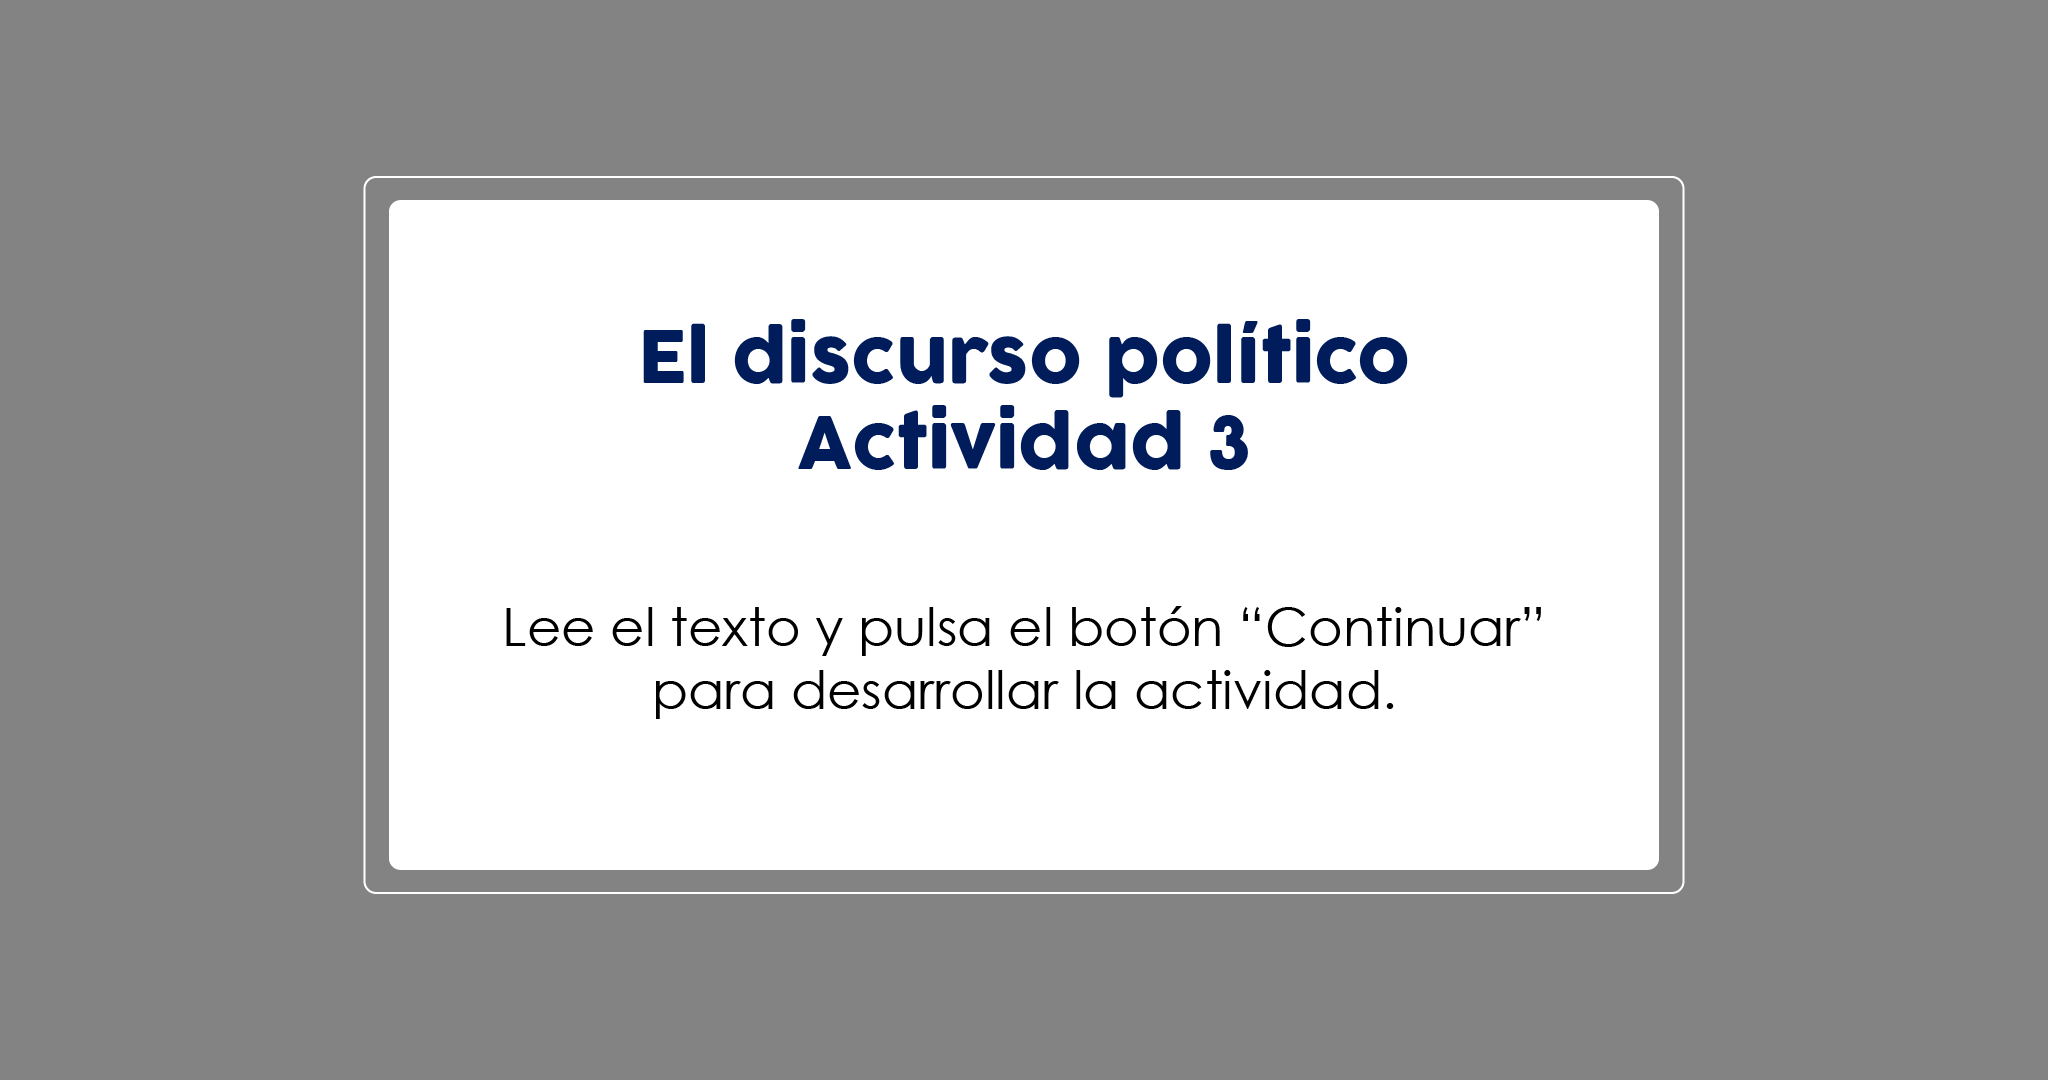 El discurso político
Actividad 3
Lee el texto y pulsa el botón “Continuar”
para desarrollar la actividad.